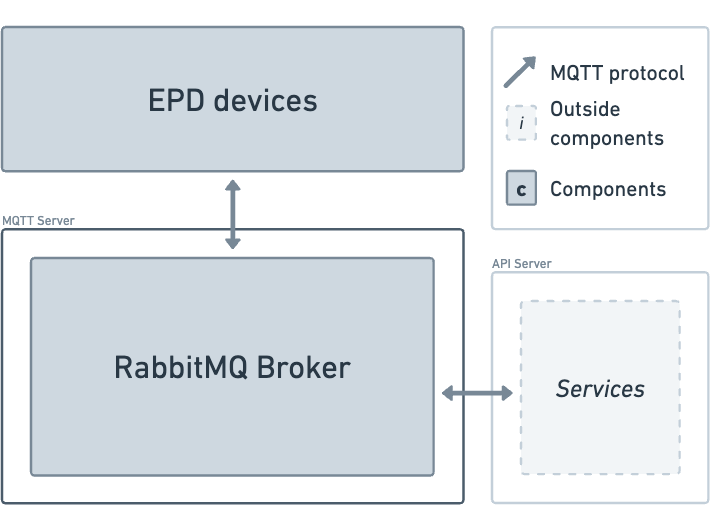 EPD devices
MQTT protocol
i
Outside
components
c
Components
MQTT Server
RabbitMQ Broker
API Server
Services